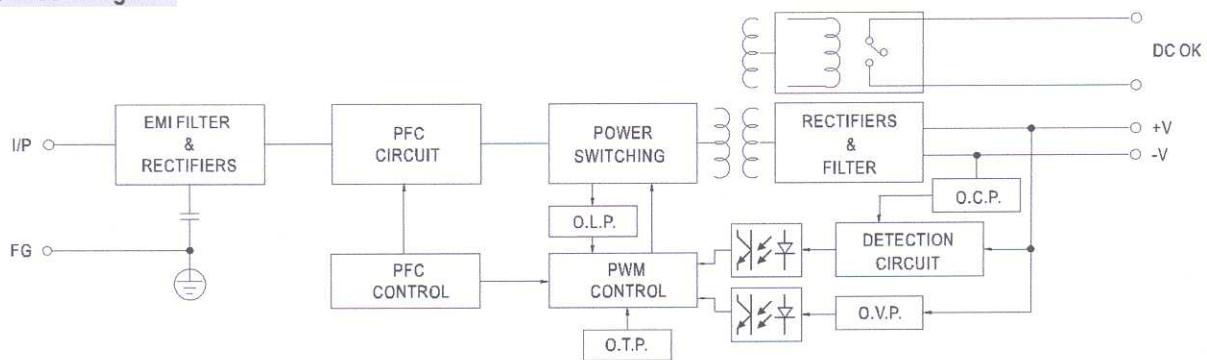 DC OK
I/P
EMI FILTER
&
RECTIFIERS
PFC
CIRCUIT
POWER
SWITCHING
RECTIFIERS
&
FILTER
+V
-V
O.C.P.
O.L.P.
DETECTION
CIRCUIT
FG
PFC
CONTROL
PWM
CONTROL
O.V.P.
O.T.P.